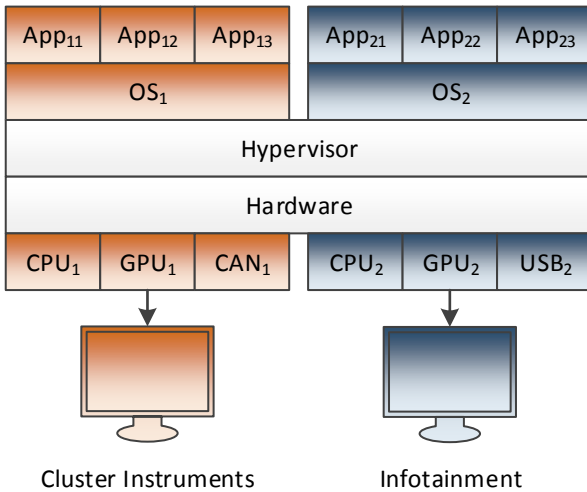 App₁₁ App₁₂ App₁₃ App₂₁ App₂₂ App₂₃
OS₁ OS₂
Hypervisor
Hardware
CPU₁ GPU₁ CAN₁ CPU₂ GPU₂ USB₂
Cluster Instruments Infotainment